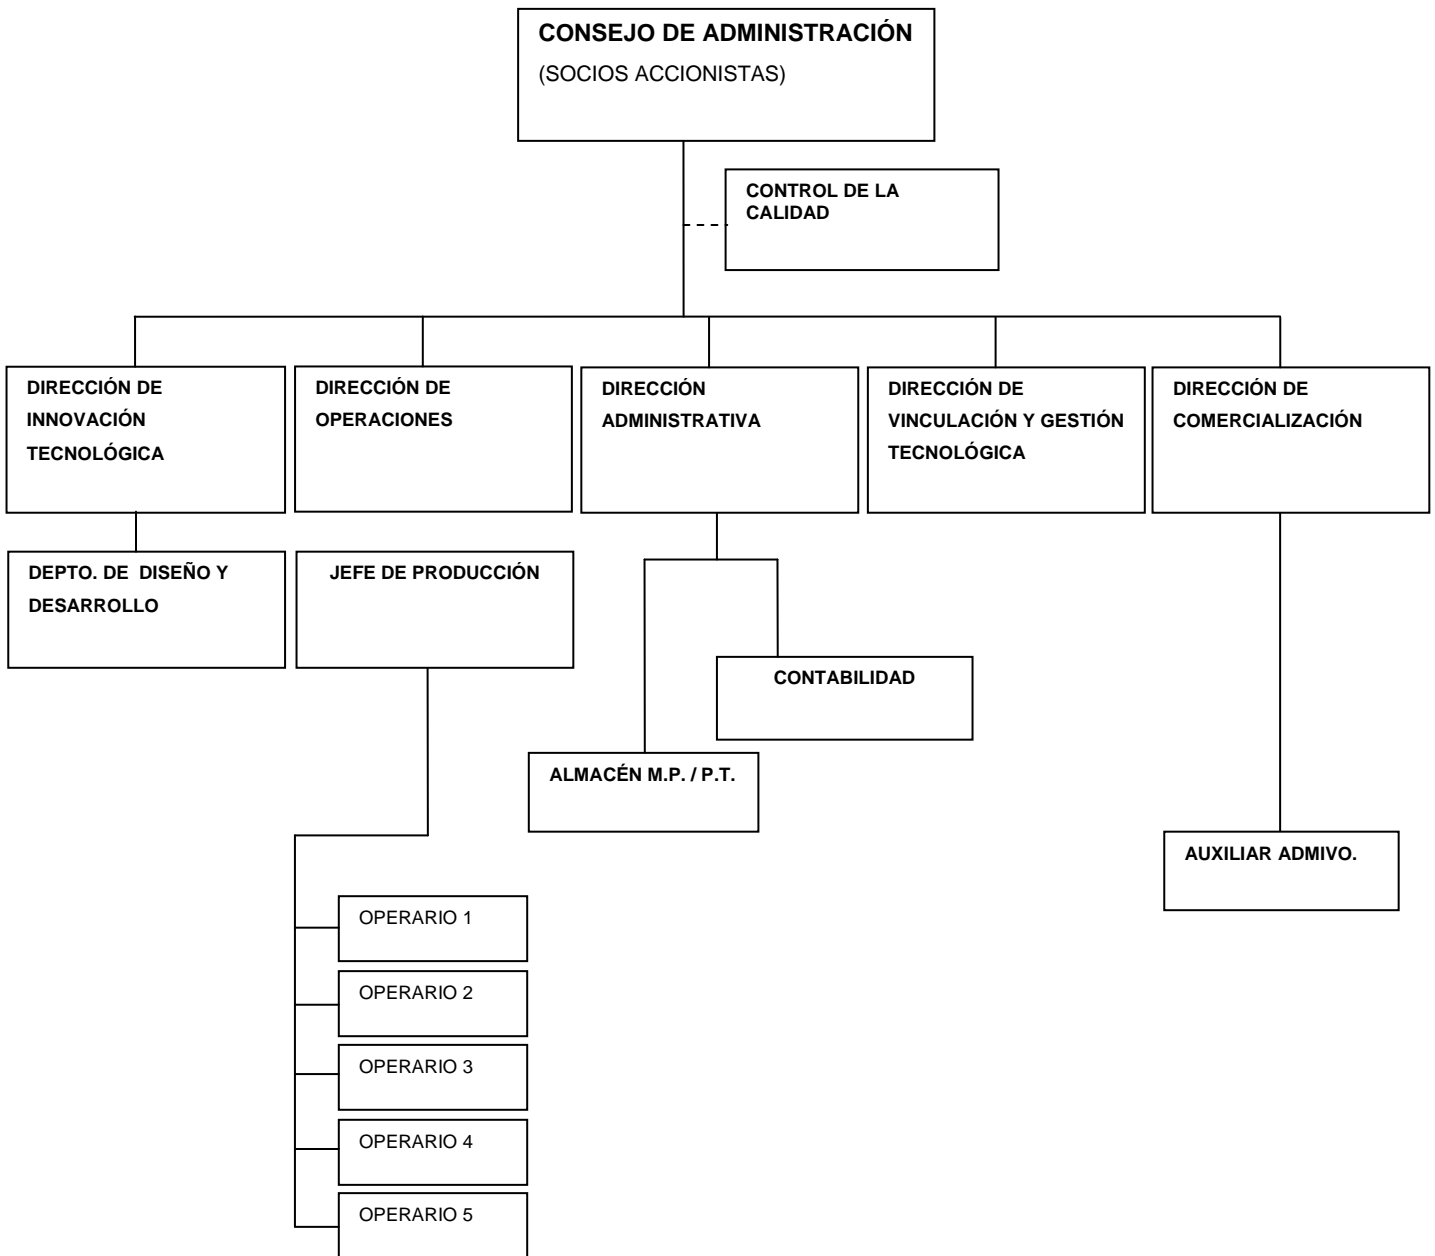 CONSEJO DE ADMINISTRACIÓN
(SOCIOS ACCIONISTAS)
CONTROL DE LA
CALIDAD
DIRECCIÓN DE
INNOVACIÓN
TECNOLÓGICA
DIRECCIÓN DE
OPERACIONES
DIRECCIÓN
ADMINISTRATIVA
DIRECCIÓN DE
VINCULACIÓN Y GESTIÓN
TECNOLÓGICA
DIRECCIÓN DE
COMERCIALIZACIÓN
DEPTO. DE DISEÑO Y
DESARROLLO
JEFE DE PRODUCCIÓN
CONTABILIDAD
ALMACÉN M.P. / P.T.
AUXILIAR ADMIVO.
OPERARIO 1
OPERARIO 2
OPERARIO 3
OPERARIO 4
OPERARIO 5